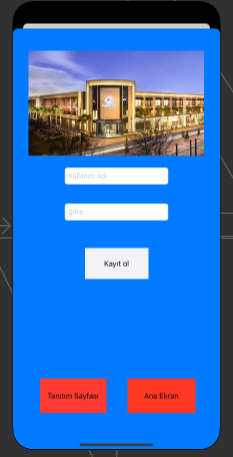 Kullanıcı Adı
Şifre
Kayıt ol
Tanıtım Sayfası
Ana Ekran